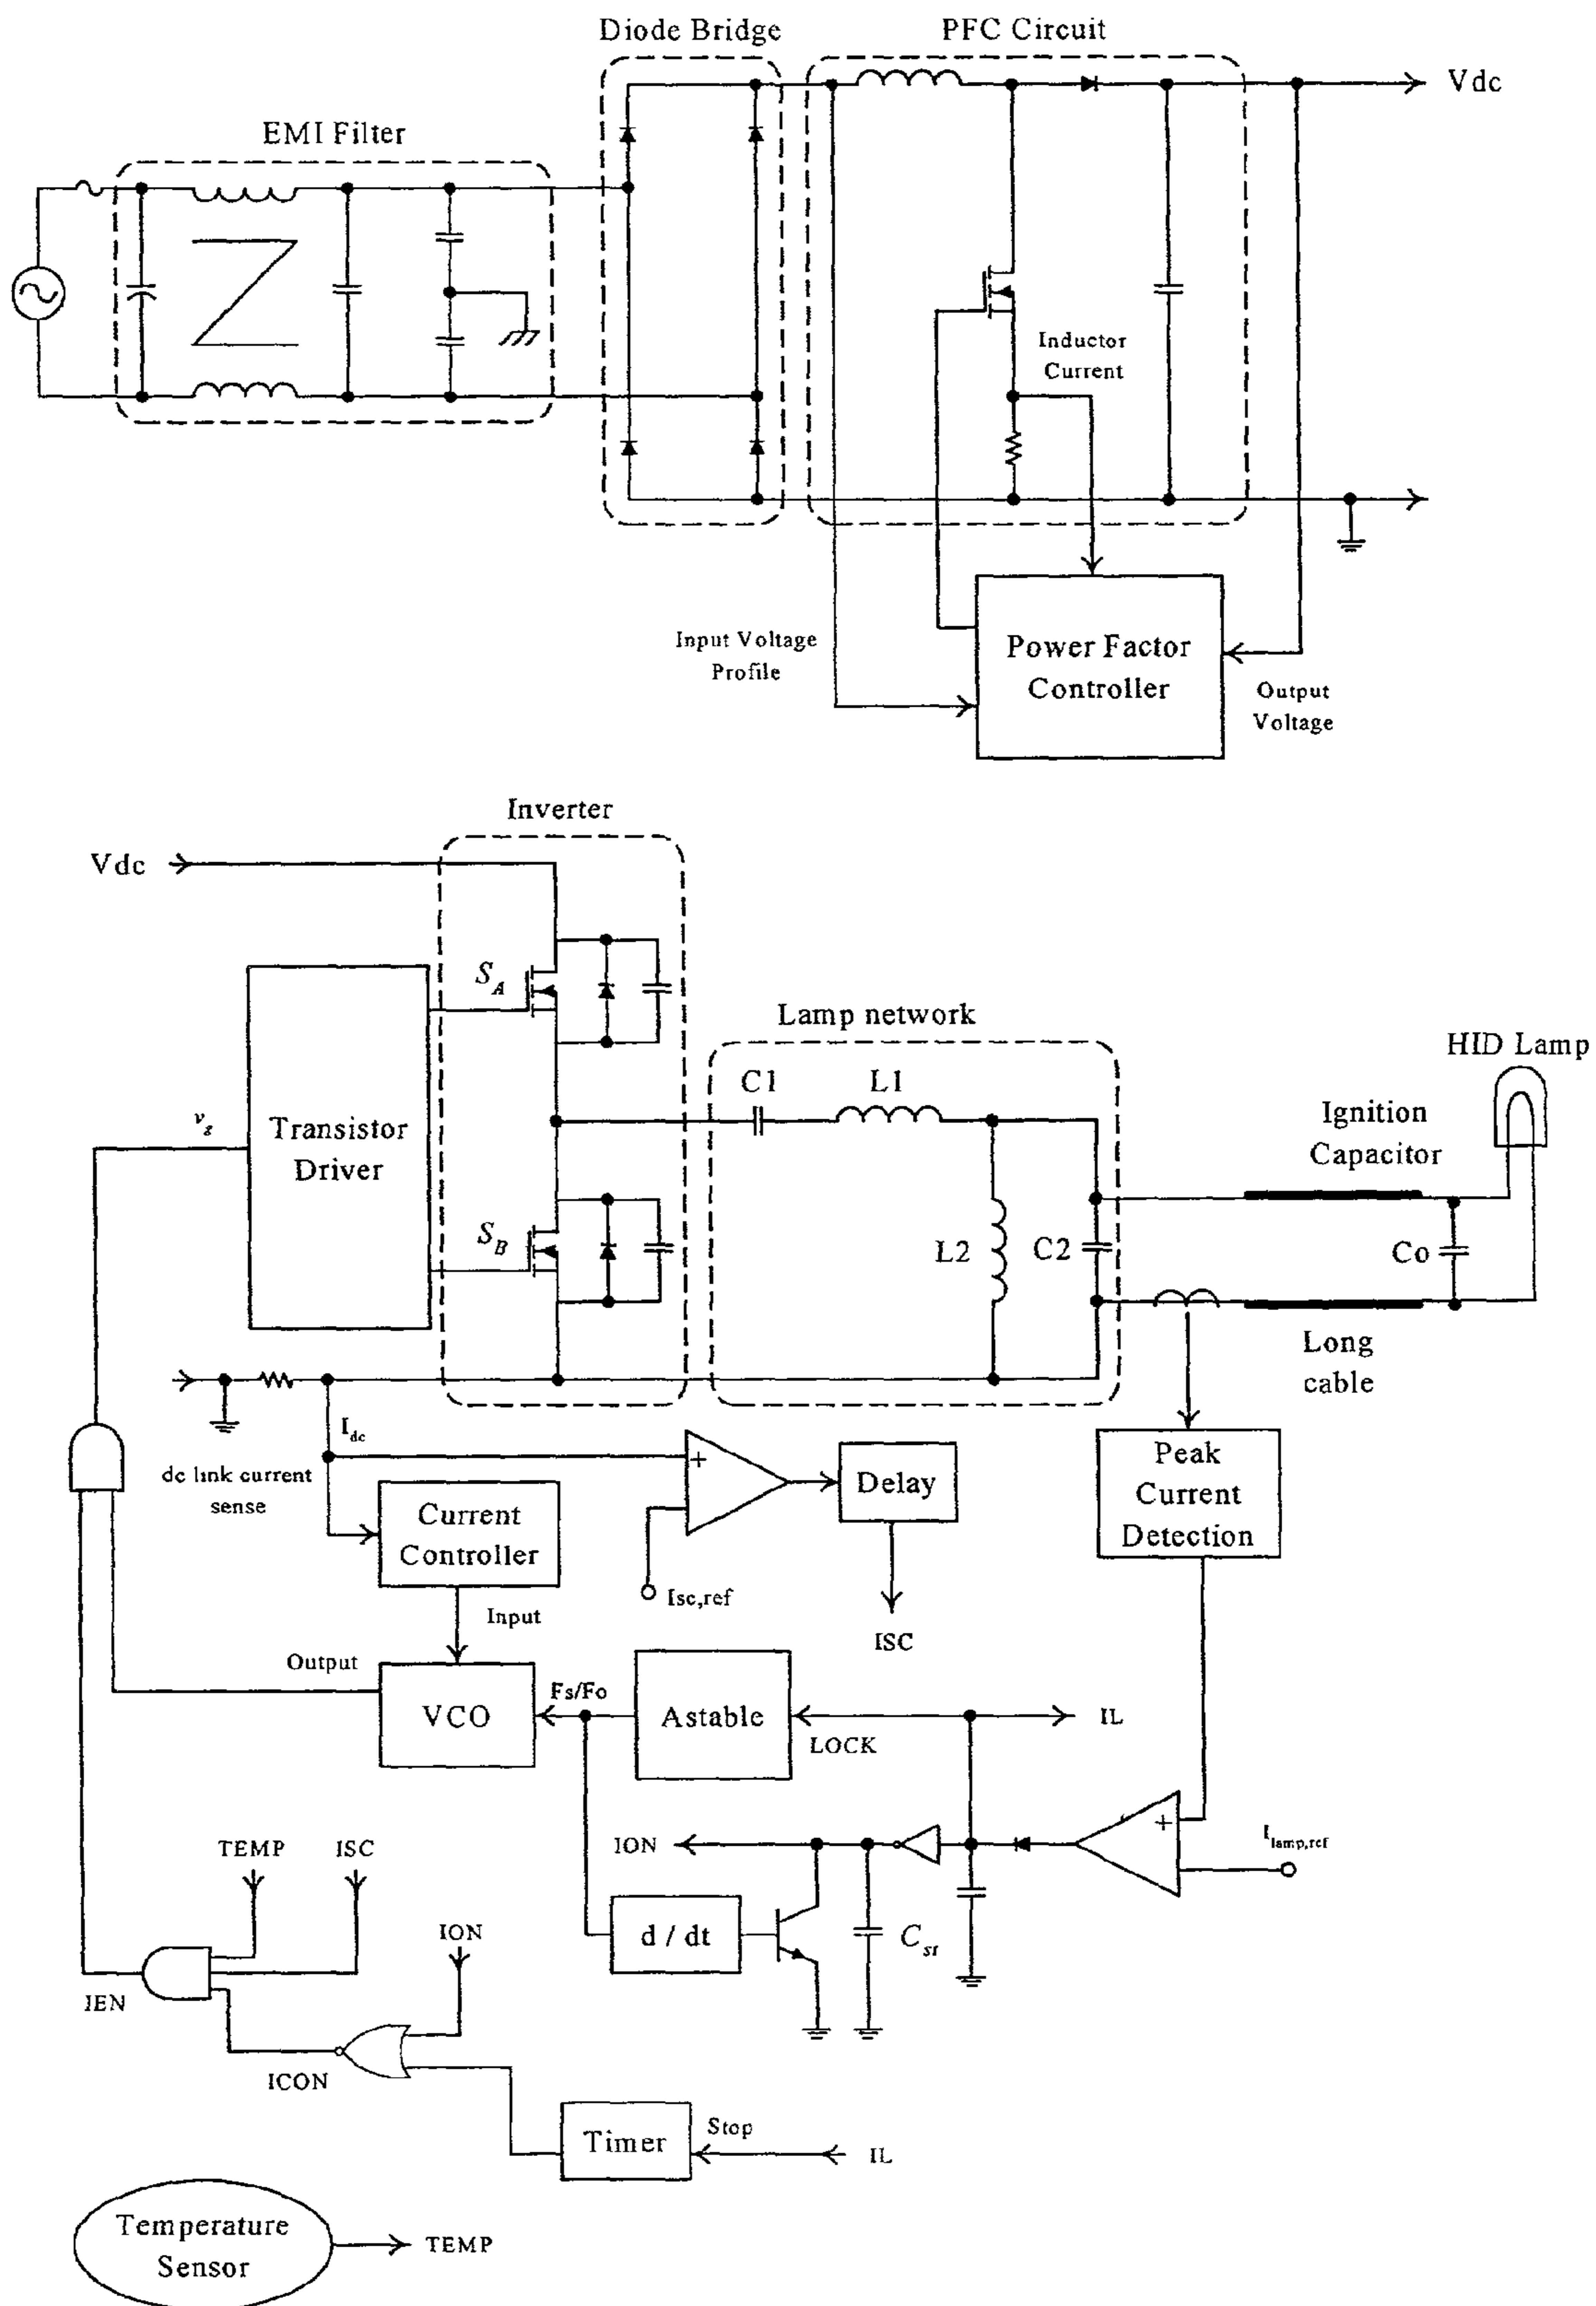 Diode Bridge
PFC Circuit
Vdc
EMI Filter
Inductor
Current
Input Voltage
Profile
Power Factor
Controller
Output
Voltage
Inverter
Vdc
S_A
Lamp network
HID Lamp
C1
L1
Ignition
Capacitor
v_g
Transistor
Driver
S_B
L2
C2
Co
Long
cable
I_dc
dc link current
sense
Current
Controller
Delay
Peak
Current
Detection
Isc,ref
Input
ISC
Output
VCO
Fs/Fo
Astable
LOCK
IL
ION
I_lamp,ref
TEMP
ISC
d / dt
C_st
ION
IEN
ICON
Timer
Stop
IL
Temperature
Sensor
TEMP
+
+